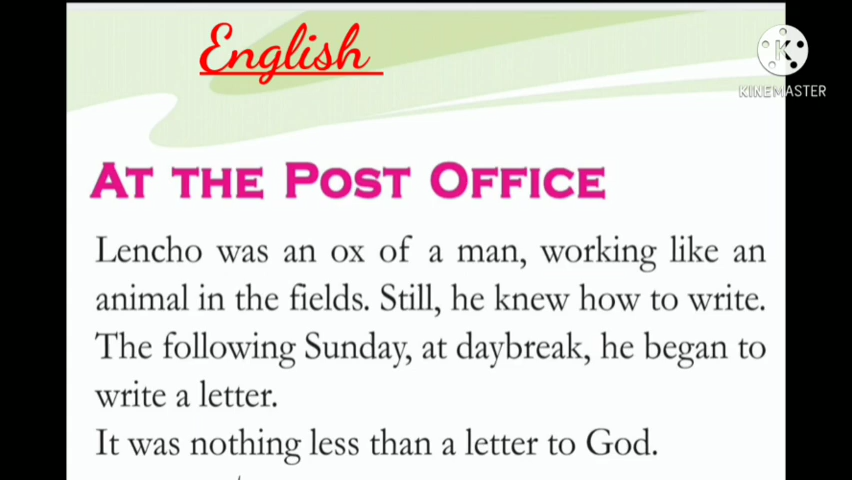 English
KINEMASTER
AT THE POST OFFICE
Lencho was an ox of a man, working like an
animal in the fields. Still, he knew how to write.
The following Sunday, at daybreak, he began to
write a letter.
It was nothing less than a letter to God.